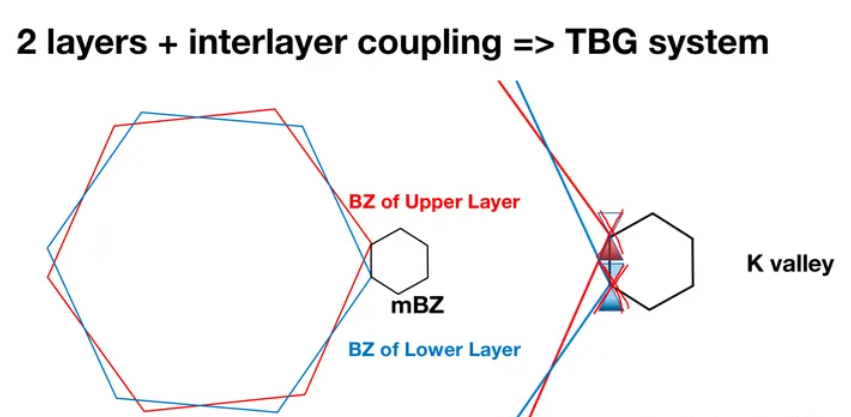 2 layers + interlayer coupling => TBG system
BZ of Upper Layer
K valley
mBZ
BZ of Lower Layer